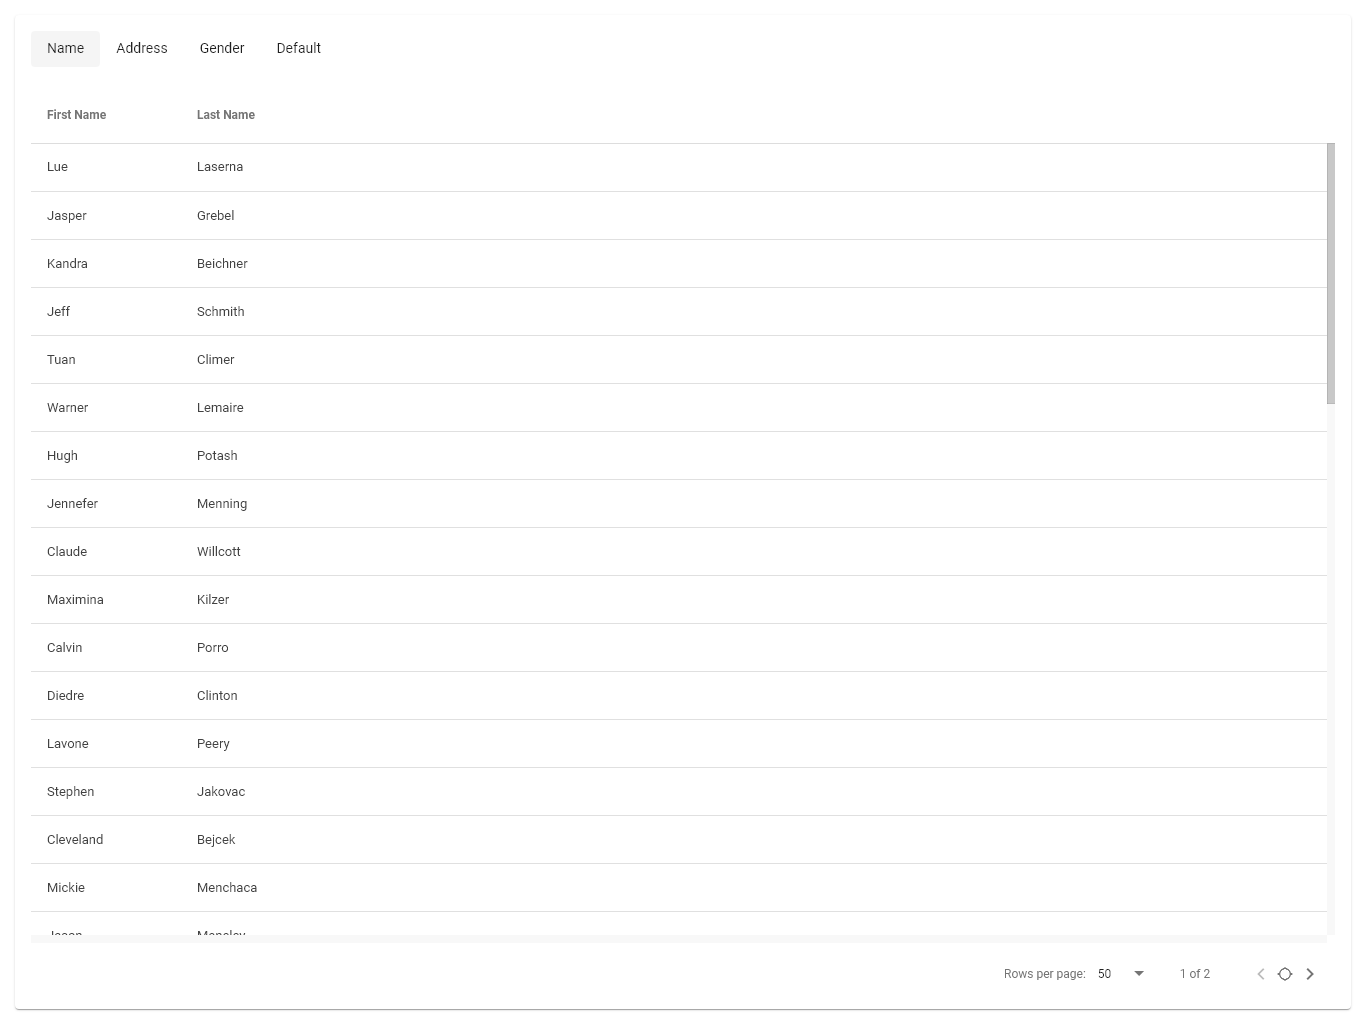 Name Address Gender Default
First Name Last Name
Lue Laserna
Jasper Grebel
Kandra Beichner
Jeff Schmith
Tuan Climer
Warner Lemaire
Hugh Potash
Jennefer Menning
Claude Willcott
Maximina Kilzer
Calvin Porro
Diedre Clinton
Lavone Peery
Stephen Jakovac
Cleveland Bejcek
Mickie Menchaca
Rows per page: 50 1 of 2